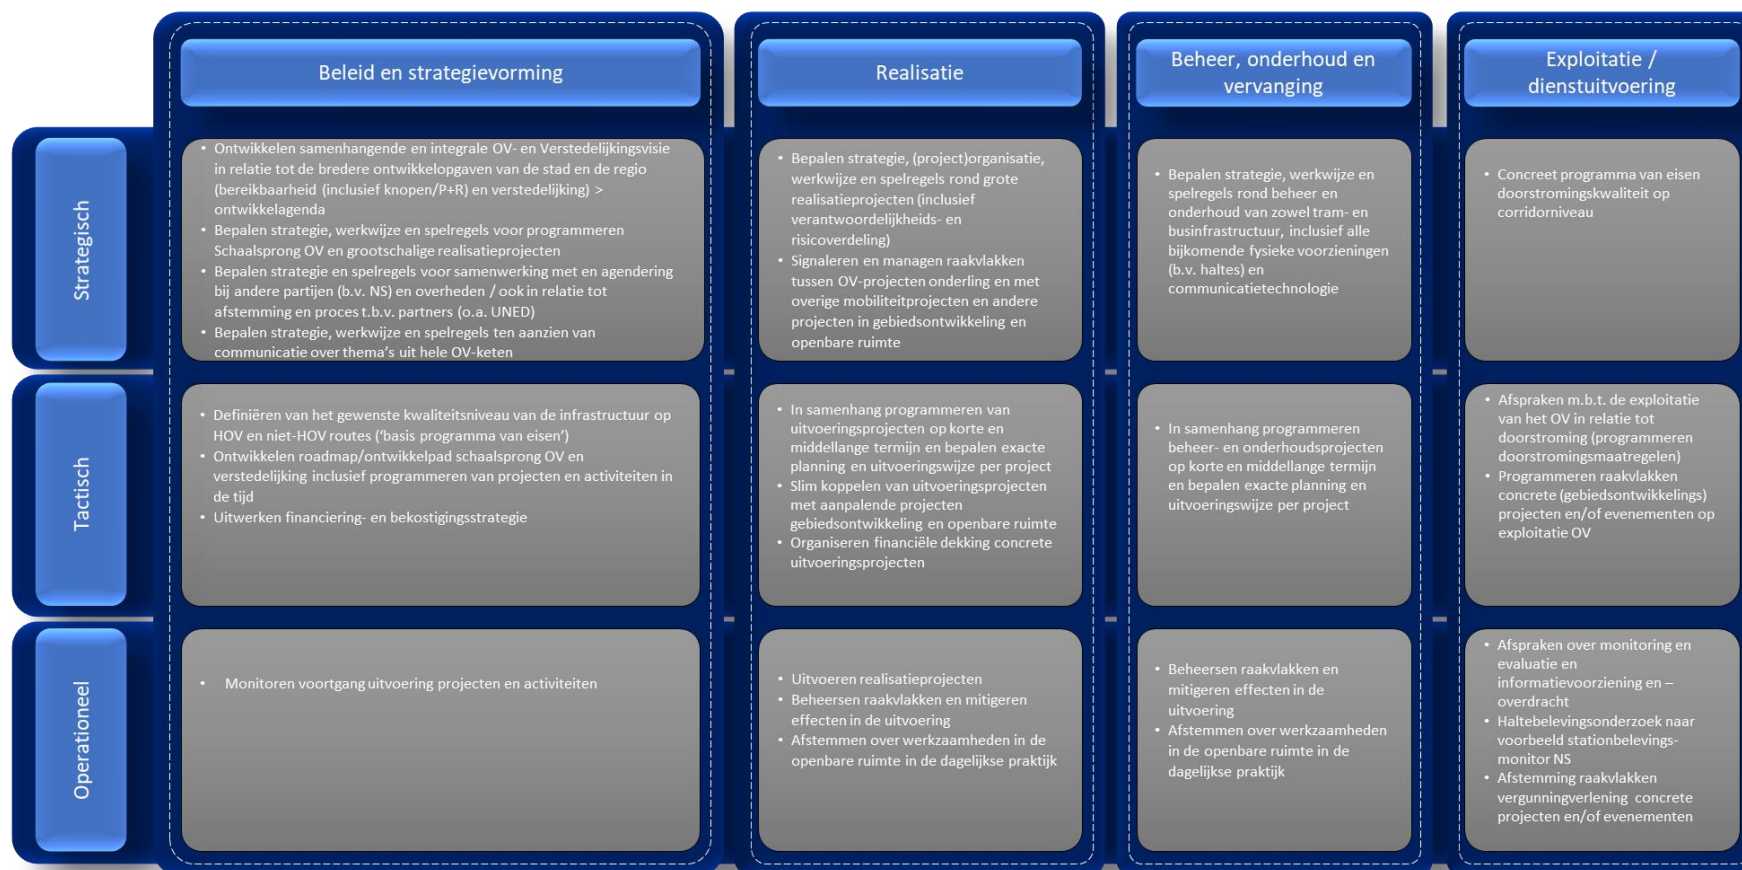 Beleid en strategievorming
Realisatie
Beheer, onderhoud en
vervanging
Exploitatie /
dienstuitvoering
Strategisch
• Ontwikkelen samenhangende en integrale OV- en Verstedelijkingsvisie
in relatie tot de bredere ontwikkelopgaven van de stad en de regio
(bereikbaarheid (inclusief knopen/P+R) en verstedelijking) >
ontwikkelagenda
• Bepalen strategie, werkwijze en spelregels voor programmeren
Schaalsprong OV en grootschalige realisatieprojecten
• Bepalen strategie en spelregels voor samenwerking met en agendering
bij andere partijen (b.v. NS) en overheden / ook in relatie tot
afstemming en proces t.b.v. partners (o.a. UNED)
• Bepalen strategie, werkwijze en spelregels ten aanzien van
communicatie over thema's uit hele OV-keten
• Bepalen strategie, (project)organisatie,
werkwijze en spelregels rond grote
realisatieprojecten (inclusief
verantwoordelijkheids- en
risicoverdeling)
• Signaleren en managen raakvlakken
tussen OV-projecten onderling en met
overige mobiliteitprojecten en andere
projecten in gebiedsontwikkeling en
openbare ruimte
• Bepalen strategie, werkwijze en
spelregels rond beheer en
onderhoud van zowel tram- en
businfrastructuur, inclusief alle
bijkomende fysieke voorzieningen
(b.v. haltes) en
communicatietechnologie
• Concreet programma van eisen
doorstromingskwaliteit op
corridorniveau
Tactisch
• Definiëren van het gewenste kwaliteitsniveau van de infrastructuur op
HOV en niet-HOV routes ('basis programma van eisen')
• Ontwikkelen roadmap/ontwikkelpad schaalsprong OV en
verstedelijking inclusief programmeren van projecten en activiteiten in
de tijd
• Uitwerken financiering- en bekostigingsstrategie
• In samenhang programmeren van
uitvoeringsprojecten op korte en
middellange termijn en bepalen exacte
planning en uitvoeringswijze per project
• Slim koppelen van uitvoeringsprojecten
met aanpalende projecten
gebiedsontwikkeling en openbare ruimte
• Organiseren financiële dekking concrete
uitvoeringsprojecten
• In samenhang programmeren
beheer- en onderhoudsprojecten
op korte en middellange termijn
en bepalen exacte planning en
uitvoeringswijze per project
• Afspraken m.b.t. de exploitatie
van het OV in relatie tot
doorstroming (programmeren
doorstromingsmaatregelen)
• Programmeren raakvlakken
concrete (gebiedsontwikkelings)
projecten en/of evenementen op
exploitatie OV
Operationeel
• Monitoren voortgang uitvoering projecten en activiteiten
• Uitvoeren realisatieprojecten
• Beheersen raakvlakken en mitigeren
effecten in de uitvoering
• Afstemmen over werkzaamheden in de
openbare ruimte in de dagelijkse praktijk
• Beheersen raakvlakken en
mitigeren effecten in de
uitvoering
• Afstemmen over werkzaamheden
in de openbare ruimte in de
dagelijkse praktijk
• Afspraken over monitoring en
evaluatie en
informatievoorziening en –
overdracht
• Haltebelevingsonderzoek naar
voorbeeld stationbelevings-
monitor NS
• Afstemming raakvlakken
vergunningverlening concrete
projecten en/of evenementen